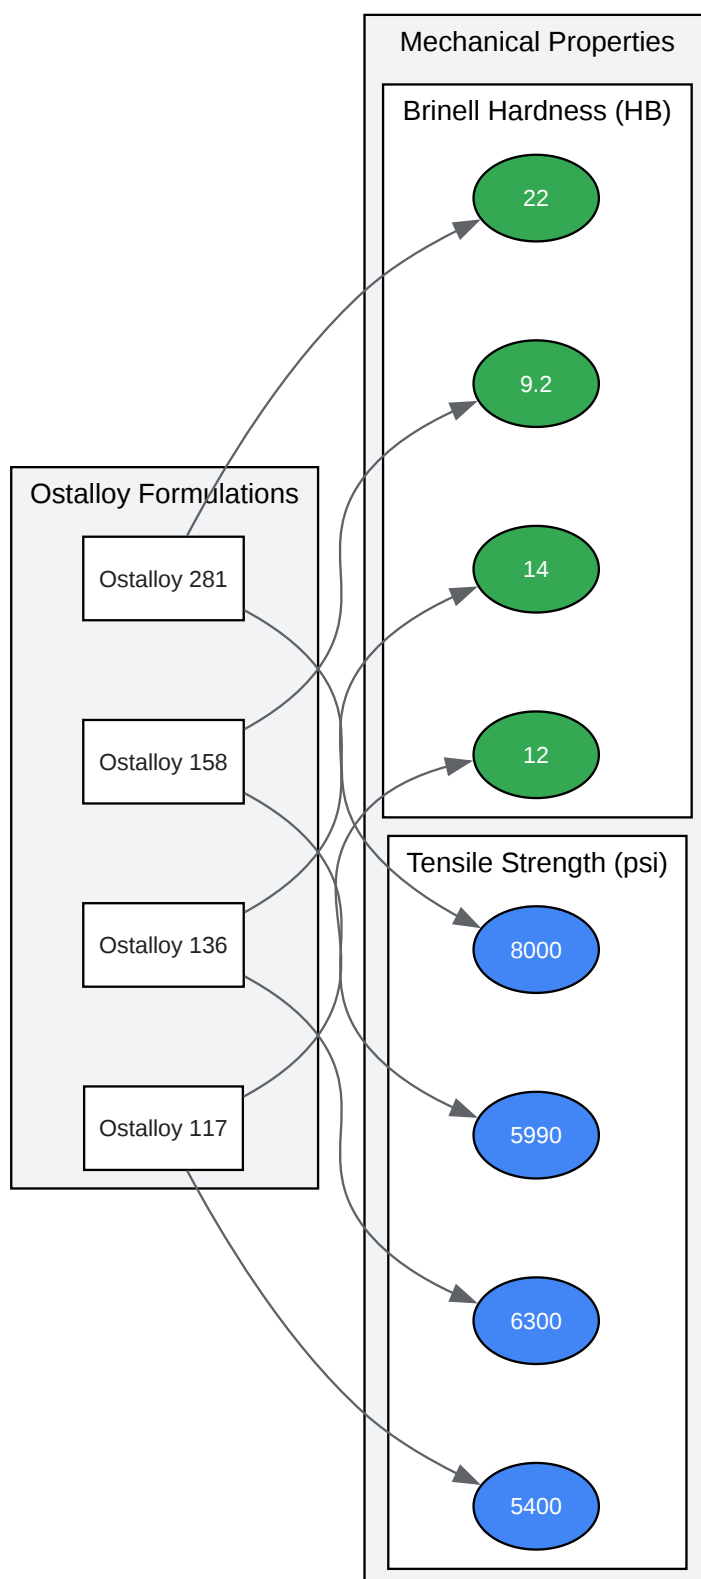 Mechanical Properties
Brinell Hardness (HB)
22
9.2
14
12
Ostalloy Formulations
Ostalloy 281
Ostalloy 158
Ostalloy 136
Ostalloy 117
Tensile Strength (psi)
8000
5990
6300
5400